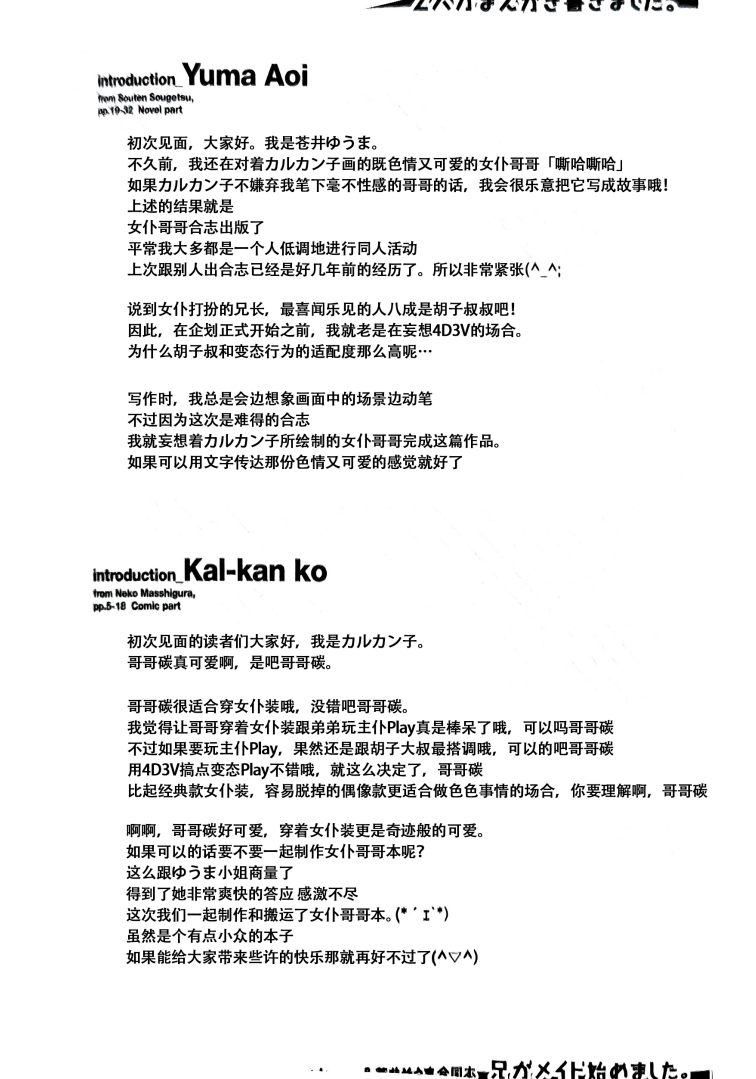 introduction_Yuma Aoi
from Souten Sougetsu,
pp.19-32 Novel part
初次见面，大家好。我是苍井ゆうま。
不久前，我还在对着カルカン子画的既色情又可爱的女仆哥哥「嘶哈嘶哈」
如果カルカン子不嫌弃我笔下毫不性感的哥哥的话，我会很乐意把它写成故事哦！
上述的结果就是
女仆哥哥合志出版了
平常我大多都是一个人低调地进行同人活动
上次跟别人出合志已经是好几年前的经历了。所以非常紧张(^_^;
说到女仆打扮的兄长，最喜闻乐见的人八成是胡子叔叔吧！
因此，在企划正式开始之前，我就老是在妄想4D3V的场合。
为什么胡子叔和变态行为的适配度那么高呢…
写作时，我总是会边想象画面中的场景边动笔
不过因为这次是难得的合志
我就妄想着カルカン子所绘制的女仆哥哥完成这篇作品。
如果可以用文字传达那份色情又可爱的感觉就好了
introduction_Kal-kan ko
from Neko Masshigura,
pp.5-18 Comic part
初次见面的读者们大家好，我是カルカン子。
哥哥碳真可爱啊，是吧哥哥碳。
哥哥碳很适合穿女仆装哦，没错吧哥哥碳。
我觉得让哥哥穿着女仆装跟弟弟玩主仆Play真是棒呆了哦，可以吗哥哥碳
不过如果要玩主仆Play，果然还是跟胡子大叔最搭调哦，可以的吧哥哥碳
用4D3V搞点变态Play不错哦，就这么决定了，哥哥碳
比起经典款女仆装，容易脱掉的偶像款更适合做色色事情的场合，你要理解啊，哥哥碳
啊啊，哥哥碳好可爱，穿着女仆装更是奇迹般的可爱。
如果可以的话要不要一起制作女仆哥哥本呢？
这么跟ゆうま小姐商量了
得到了她非常爽快的答应 感激不尽
这次我们一起制作和搬运了女仆哥哥本。(*´ｪ`*)
虽然是个有点小众的本子
如果能给大家带来些许的快乐那就再好不过了(^▽^)
兄がメイド始めました。